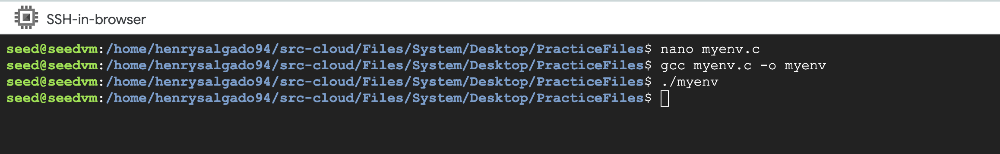 SSH-in-browser
seed@seedvm:/home/henrysalgado94/src-cloud/Files/System/Desktop/PracticeFiles$ nano myenv.c
seed@seedvm:/home/henrysalgado94/src-cloud/Files/System/Desktop/PracticeFiles$ gcc myenv.c -o myenv
seed@seedvm:/home/henrysalgado94/src-cloud/Files/System/Desktop/PracticeFiles$ ./myenv
seed@seedvm:/home/henrysalgado94/src-cloud/Files/System/Desktop/PracticeFiles$